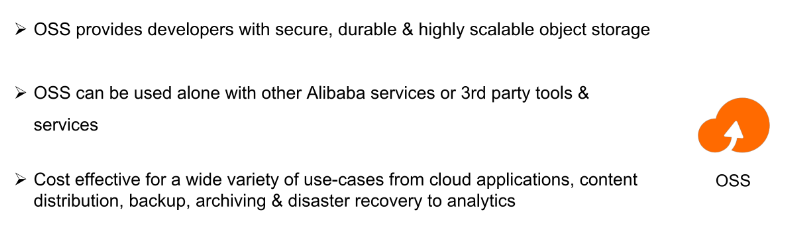 ➢ OSS provides developers with secure, durable & highly scalable object storage
➢ OSS can be used alone with other Alibaba services or 3rd party tools &
services
➢ Cost effective for a wide variety of use-cases from cloud applications, content
distribution, backup, archiving & disaster recovery to analytics
OSS